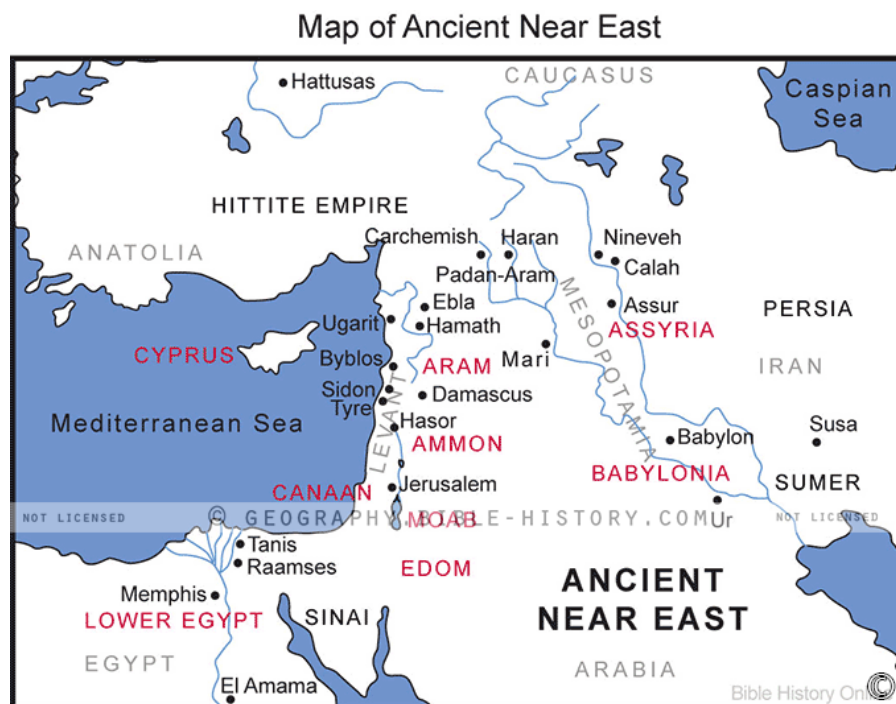 Map of Ancient Near East
CAUCASUS
Hattusas
Caspian
Sea
HITTITE EMPIRE
ANATOLIA
Carchemish
Haran
Nineveh
Calah
Padan-Aram
MESOPOTAMIA
Ebla
Assur
PERSIA
Ugarit
Hamath
ASSYRIA
CYPRUS
Byblos
ARAM
Mari
IRAN
Sidon
Damascus
Tyre
LEVANT
Mediterranean Sea
Hasor
Susa
AMMON
Babylon
BABYLONIA
SUMER
CANAAN
Jerusalem
NOT LICENSED
© GEOGRAPHY.BIBLE-HISTORY.COM
NOT LICENSED
MOAB
Ur
Tanis
Raamses
EDOM
ANCIENT
NEAR EAST
Memphis
LOWER EGYPT
SINAI
EGYPT
ARABIA
El Amama
Bible History Onl
©